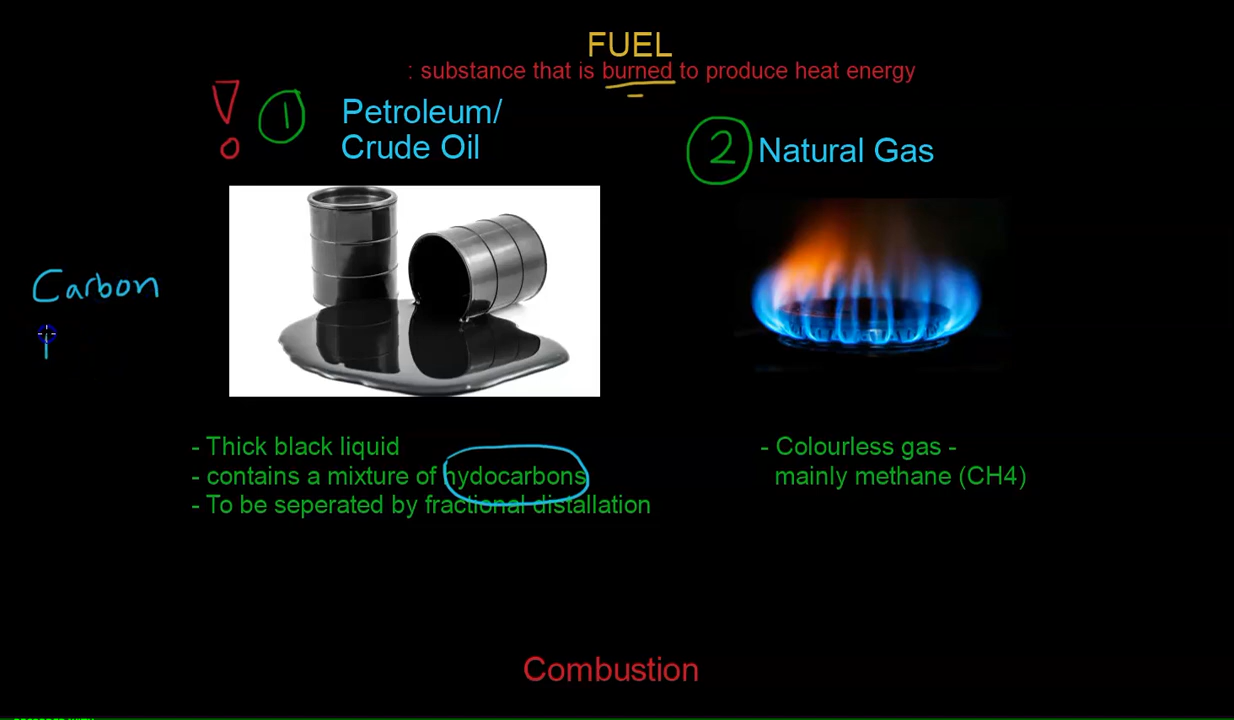 FUEL
: substance that is burned to produce heat energy
1
Petroleum/
Crude Oil
2
Natural Gas
Carbon
- Thick black liquid
- contains a mixture of hydocarbons
- To be seperated by fractional distallation
- Colourless gas -
mainly methane (CH4)
Combustion